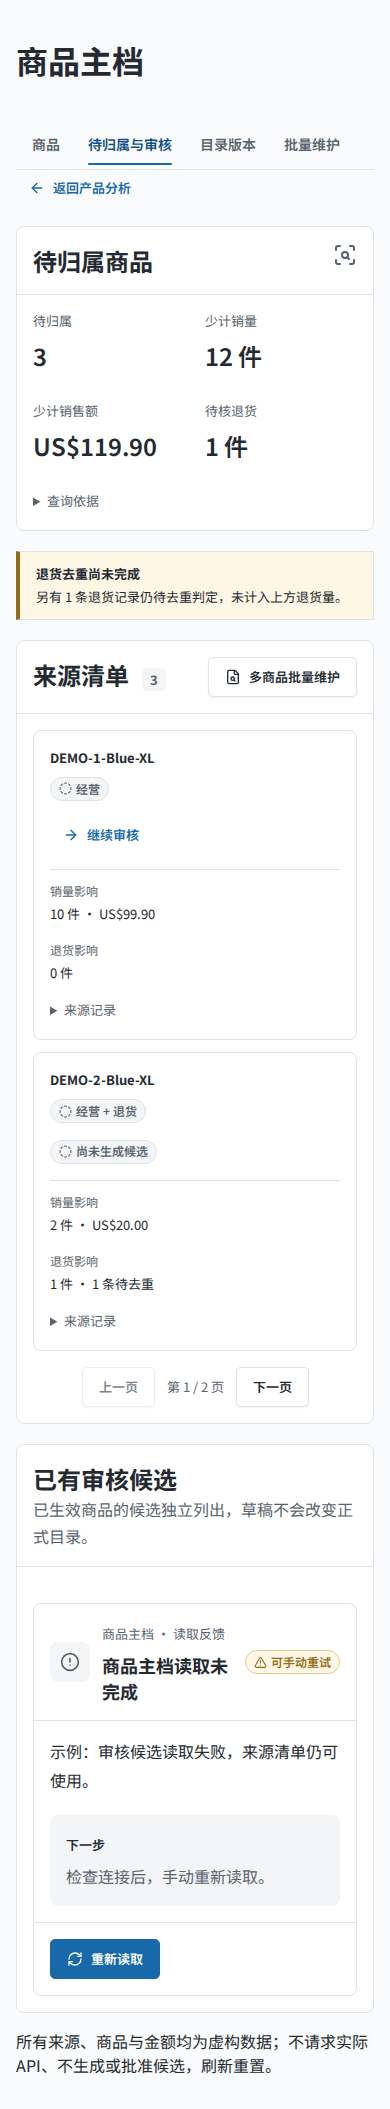 商品主档
商品 待归属与审核 目录版本 批量维护
返回产品分析
待归属商品
待归属 少计销量
3 12 件
少计销售额 待核退货
US$119.90 1 件
查询依据
退货去重尚未完成
另有 1 条退货记录仍待去重判定，未计入上方退货量。
来源清单 3 多商品批量维护
DEMO-1-Blue-XL
经营
继续审核
销量影响
10 件 · US$99.90
退货影响
0 件
来源记录
DEMO-2-Blue-XL
经营 + 退货
尚未生成候选
销量影响
2 件 · US$20.00
退货影响
1 件 · 1 条待去重
来源记录
上一页 第 1 / 2 页 下一页
已有审核候选
已生效商品的候选独立列出，草稿不会改变正
式目录。
商品主档 · 读取反馈
商品主档读取未
完成
可手动重试
示例：审核候选读取失败，来源清单仍可
使用。
下一步
检查连接后，手动重新读取。
重新读取
所有来源、商品与金额均为虚构数据；不请求实际
API、不生成或批准候选，刷新重置。